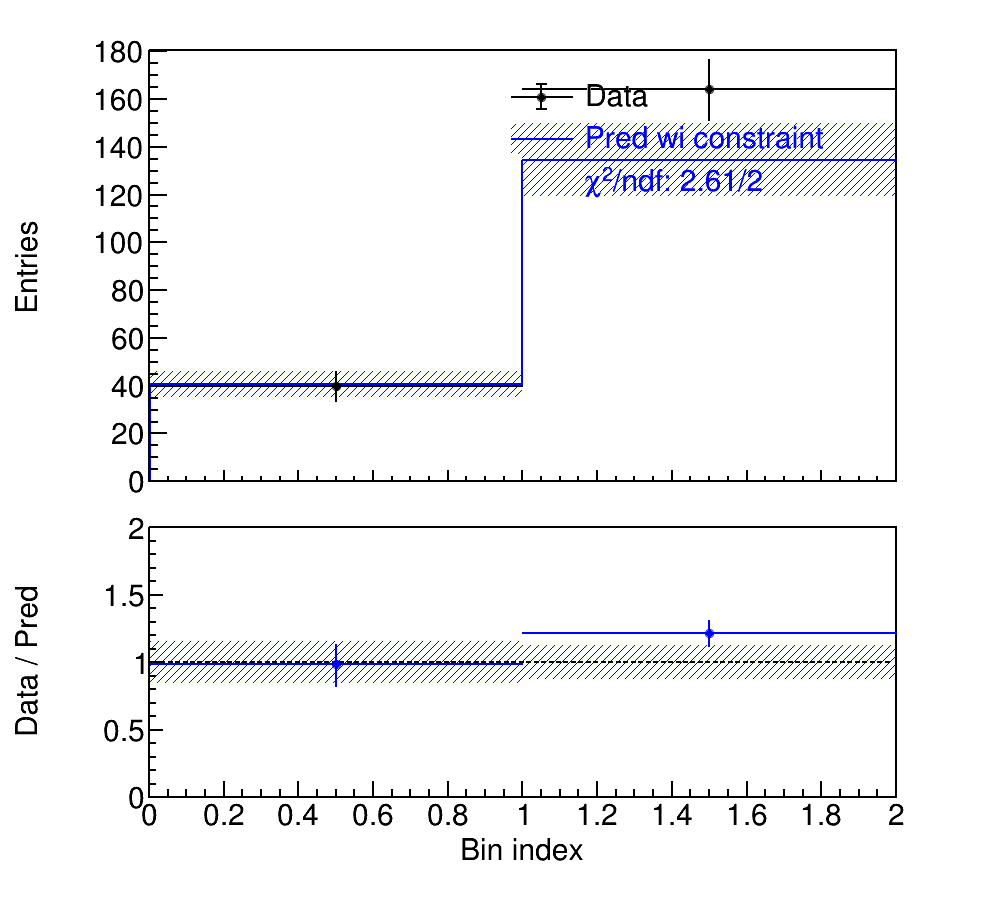 180
160
140
120
100
80
60
40
20
0
Entries
Data
Pred wi constraint
χ²/ndf: 2.61/2
2
1.5
1
0.5
0
Data / Pred
0 0.2 0.4 0.6 0.8 1 1.2 1.4 1.6 1.8 2
Bin index